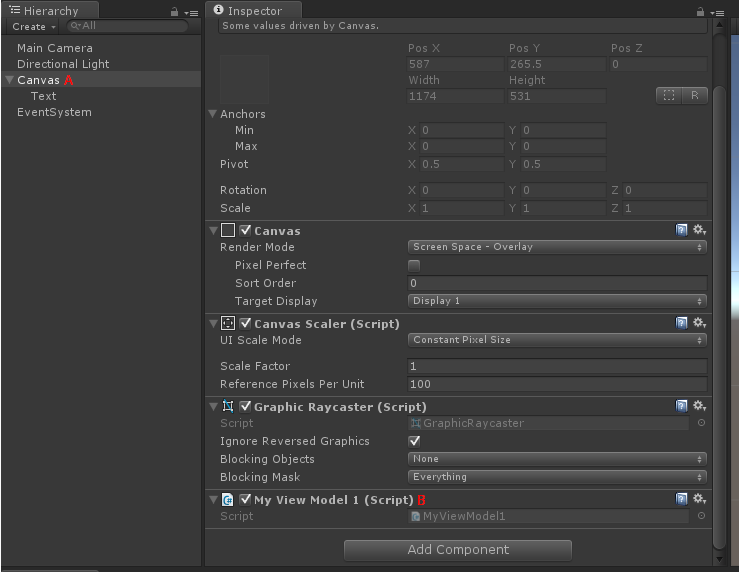 Hierarchy
Create
All
Main Camera
Directional Light
Canvas A
Text
EventSystem
Inspector
Some values driven by Canvas.
Pos X Pos Y Pos Z
587 265.5 0
Width Height
1174 531
R
Anchors
Min X 0 Y 0
Max X 0 Y 0
Pivot X 0.5 Y 0.5
Rotation X 0 Y 0 Z 0
Scale X 1 Y 1 Z 1
Canvas
Render Mode Screen Space - Overlay
Pixel Perfect
Sort Order 0
Target Display Display 1
Canvas Scaler (Script)
UI Scale Mode Constant Pixel Size
Scale Factor 1
Reference Pixels Per Unit 100
Graphic Raycaster (Script)
Script GraphicRaycaster
Ignore Reversed Graphics
Blocking Objects None
Blocking Mask Everything
C# My View Model 1 (Script) B
Script MyViewModel1
Add Component